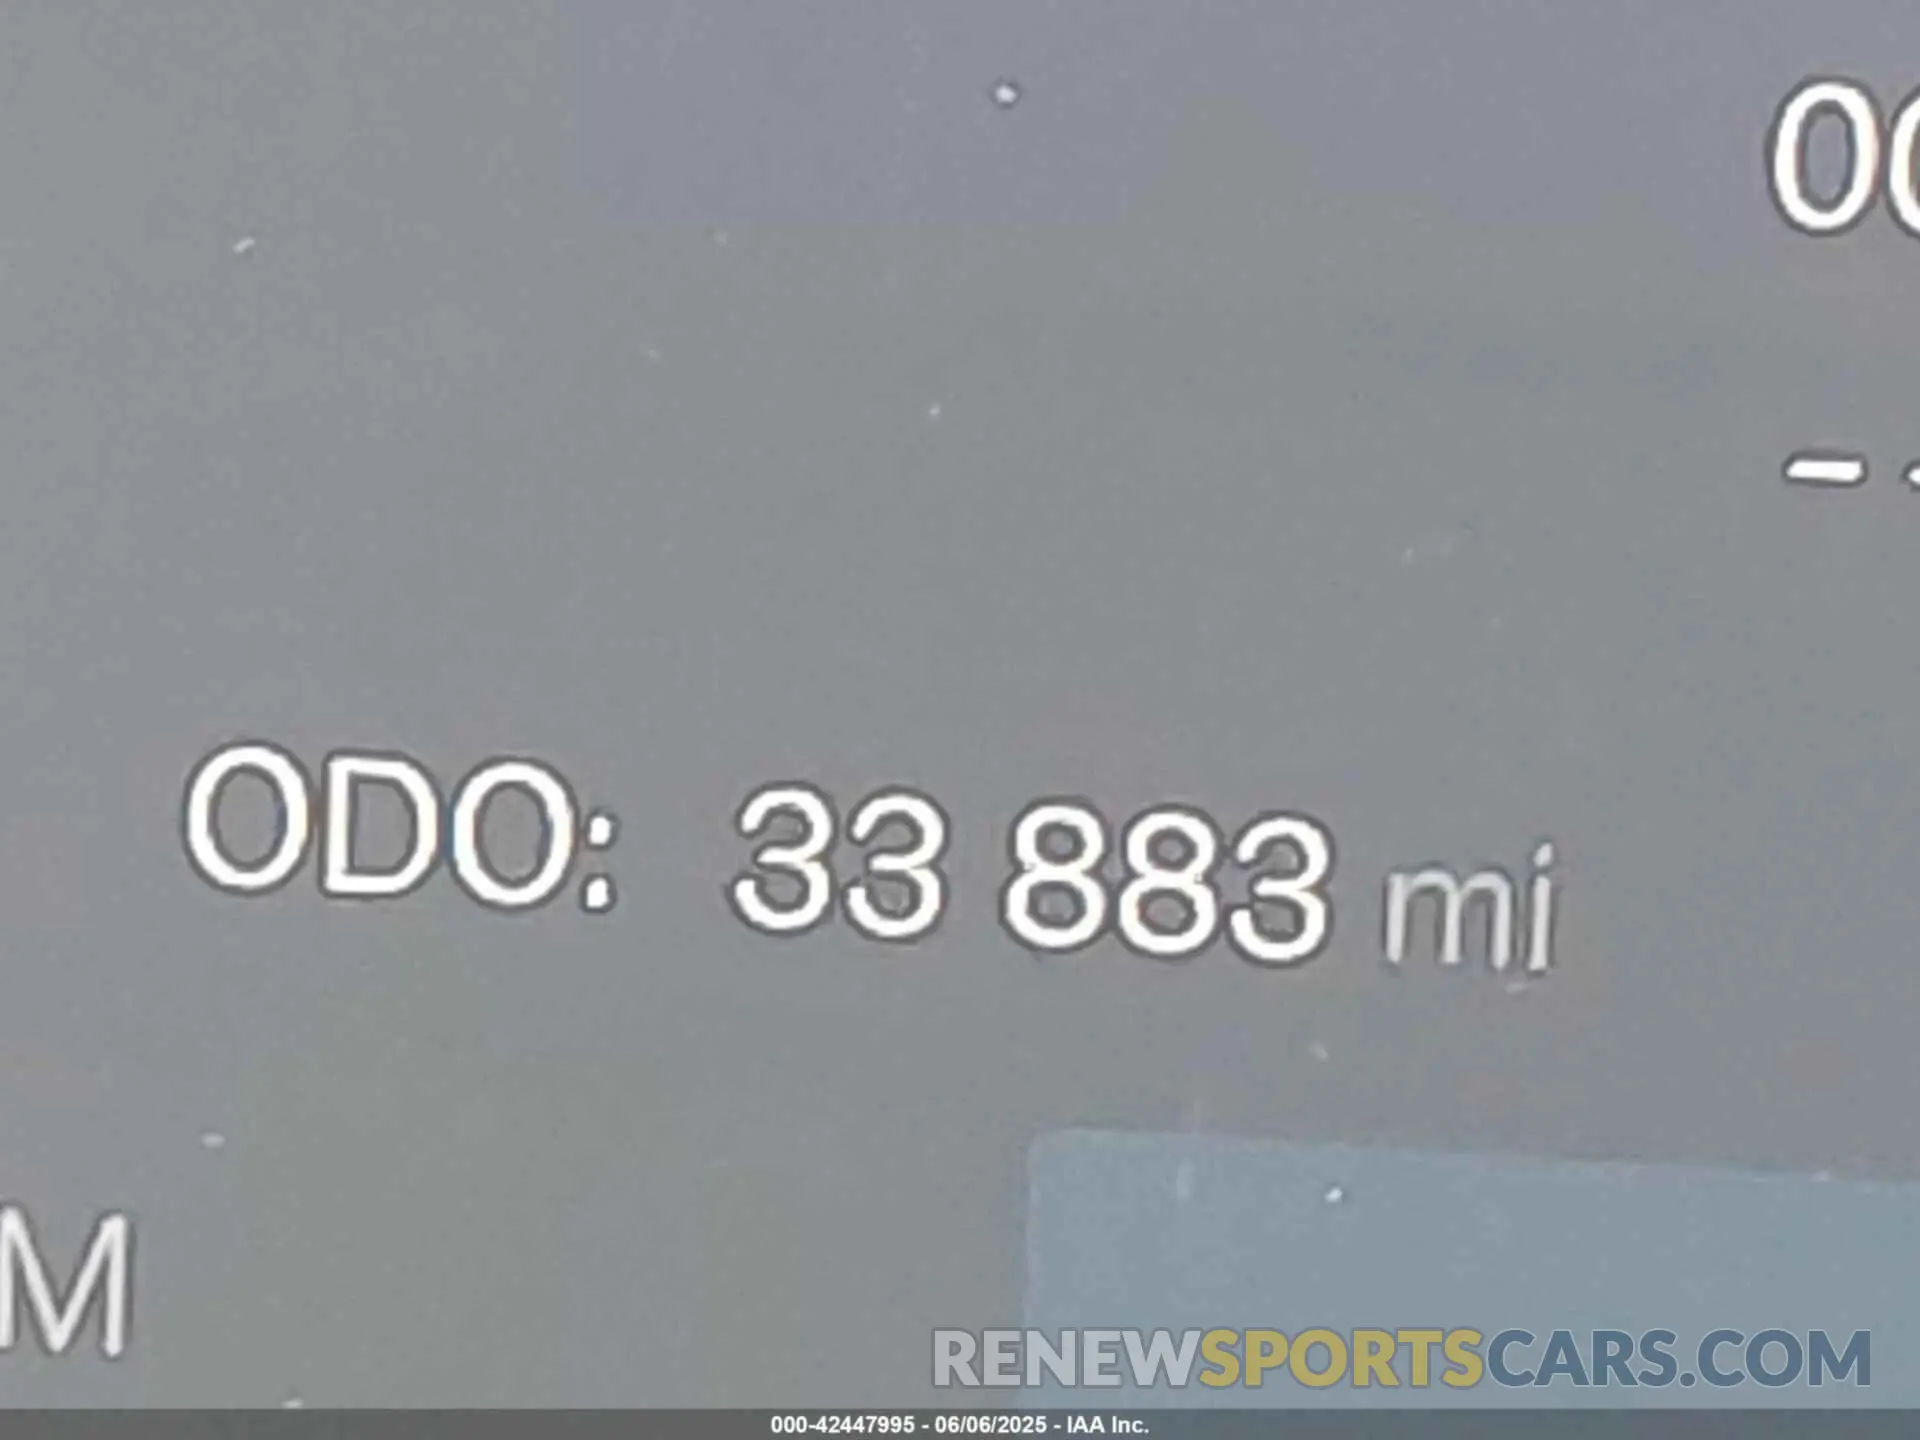 ODO: 33 883 mi
M
RENEWSPORTSCARS.COM
000-42447995 - 06/06/2025 - IAA Inc.